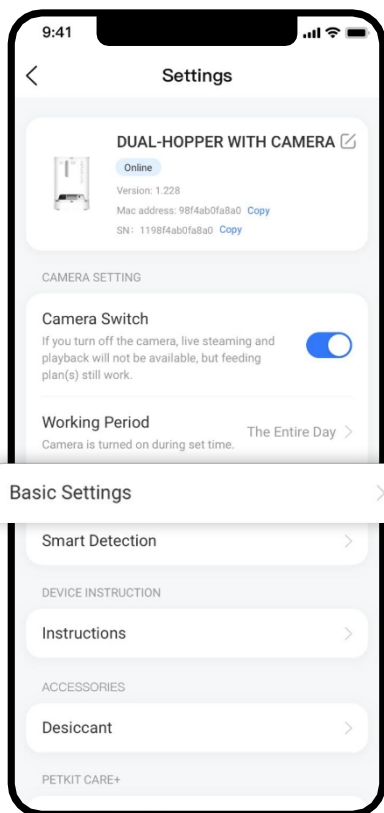 9:41
Settings
DUAL-HOPPER WITH CAMERA
Online
Version: 1.228
Mac address: 98f4ab0fa8a0 Copy
SN: 1198f4ab0fa8a0 Copy
CAMERA SETTING
Camera Switch
If you turn off the camera, live steaming and
playback will not be available, but feeding
plan(s) still work.
Working Period
The Entire Day
Camera is turned on during set time.
Basic Settings
Smart Detection
DEVICE INSTRUCTION
Instructions
ACCESSORIES
Desiccant
PETKIT CARE+